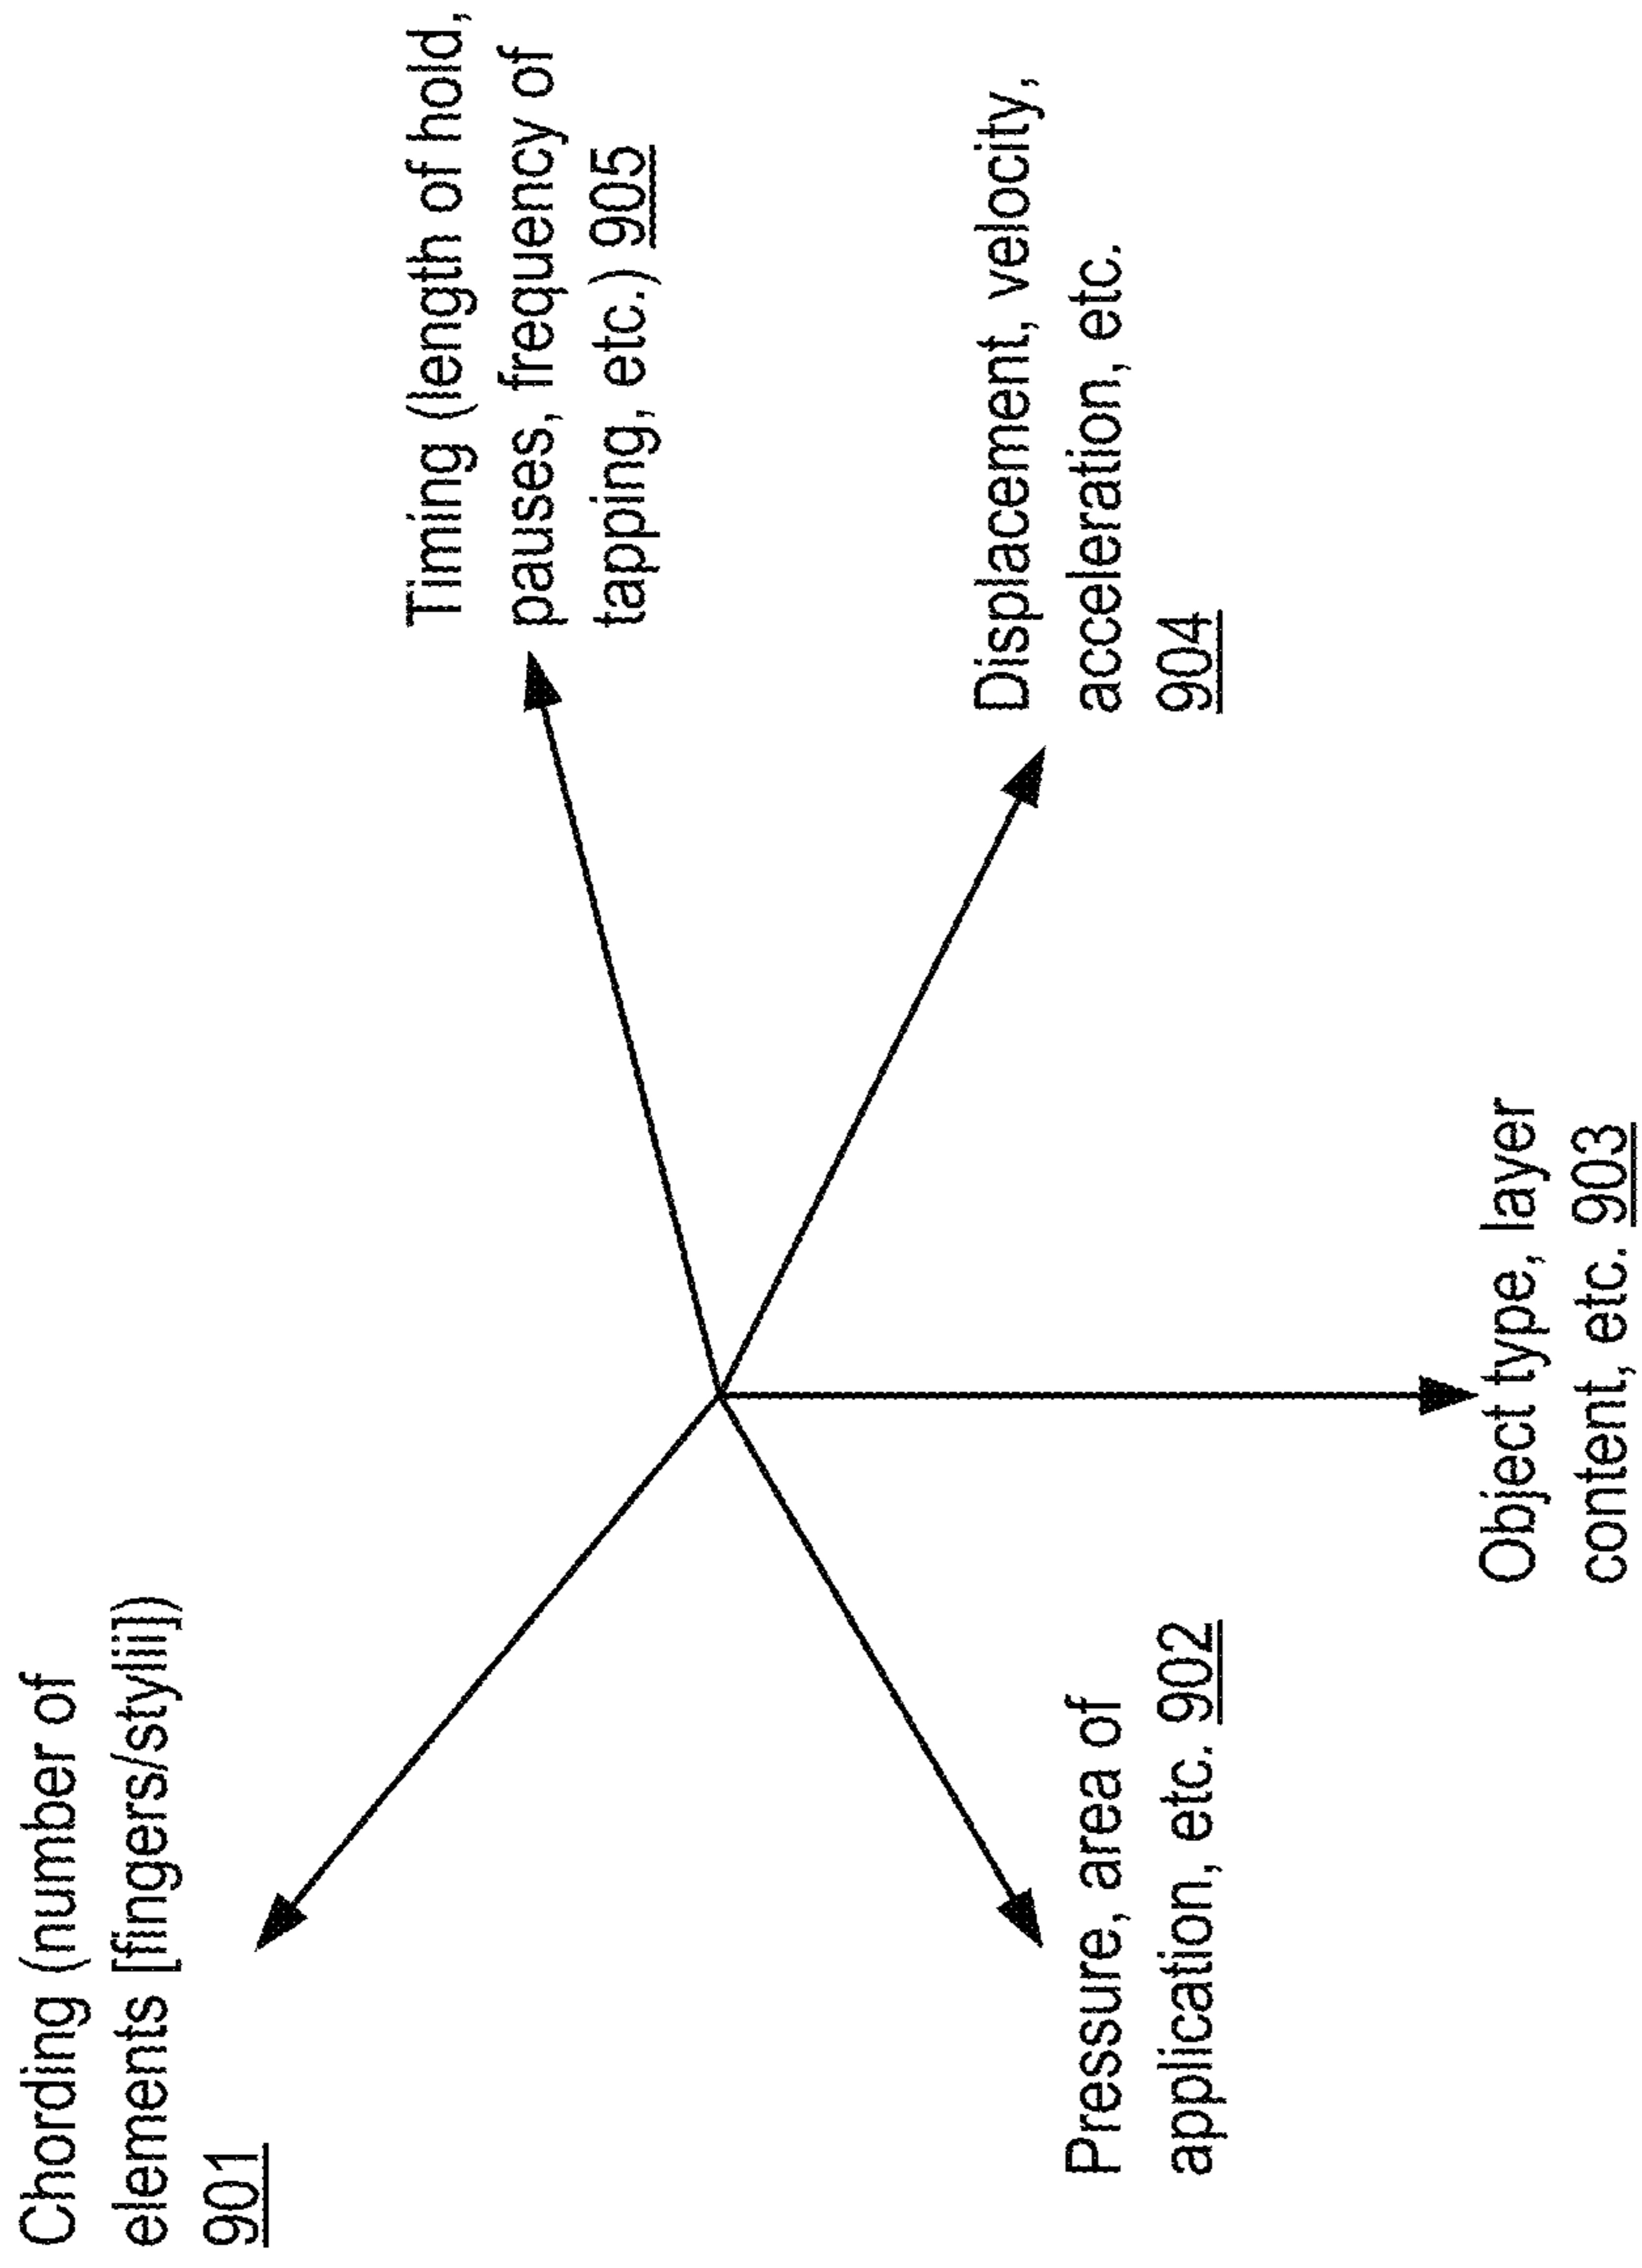 Chording (number of
elements [fingers/stylii])
901
Timing (length of hold,
pauses, frequency of
tapping, etc.) 905
Pressure, area of
application, etc. 902
Displacement, velocity,
acceleration, etc.
904
Object type, layer
content, etc. 903